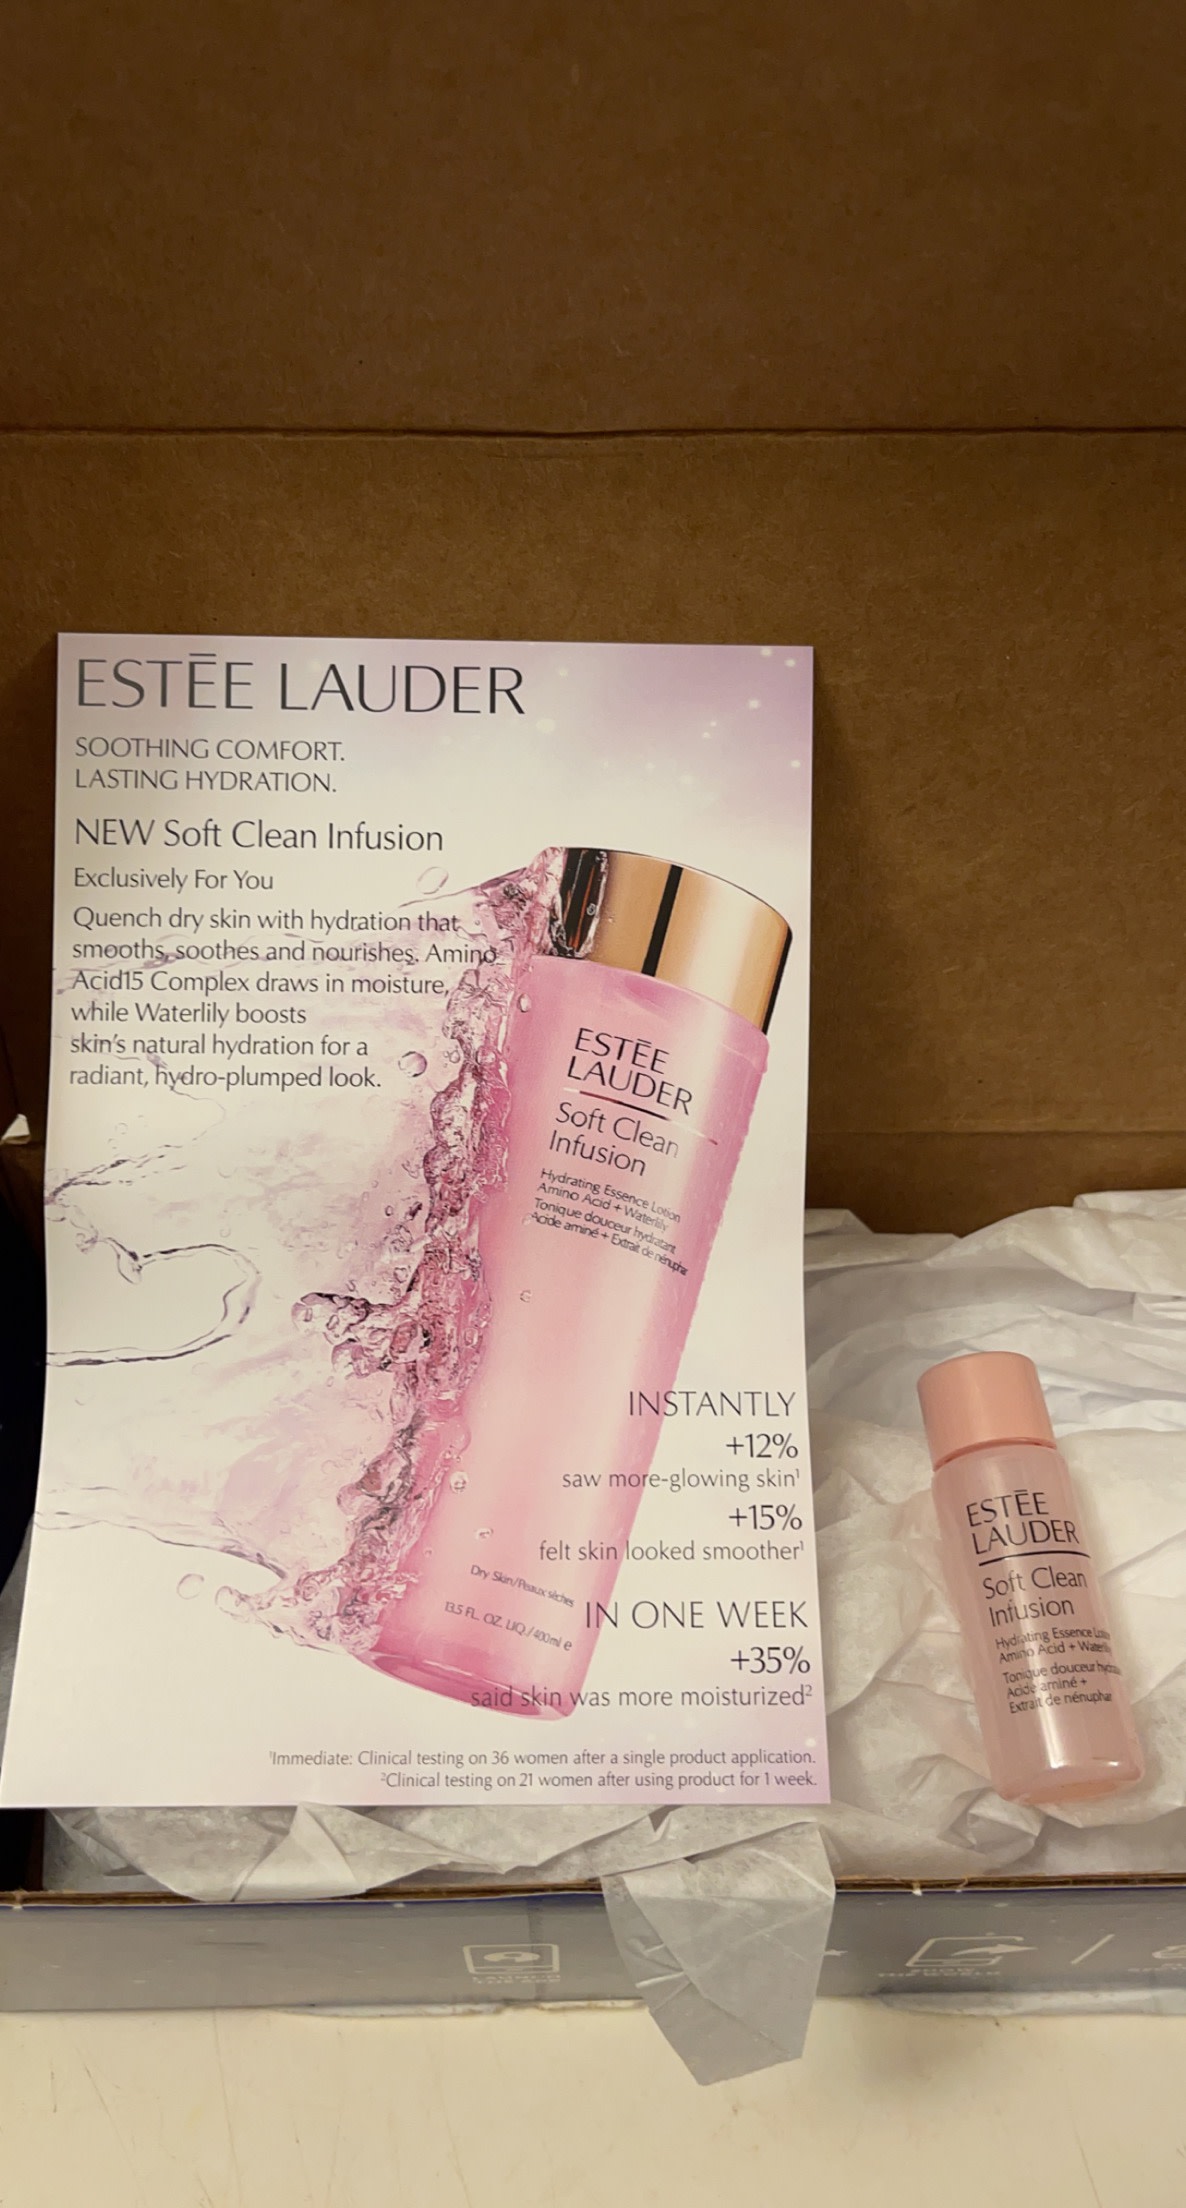 ESTĒE LAUDER
SOOTHING COMFORT.
LASTING HYDRATION.
NEW Soft Clean Infusion
Exclusively For You
Quench dry skin with hydration that
smooths, soothes and nourishes. Amino
Acid15 Complex draws in moisture,
while Waterlily boosts
skin's natural hydration for a
radiant, hydro-plumped look.
ESTĒE
LAUDER
Soft Clean
Infusion
Hydrating Essence Lotion
Amino Acid + Waterlily
Tonique douceur hydratant
Acide aminé + Extrait de nénuphar
Dry Skin/Peaux sèches
13.5 FL. OZ. LIQ./400ml e
INSTANTLY
+12%
saw more-glowing skin¹
+15%
felt skin looked smoother¹
IN ONE WEEK
+35%
said skin was more moisturized²
¹Immediate: Clinical testing on 36 women after a single product application.
²Clinical testing on 21 women after using product for 1 week.
ESTĒE
LAUDER
Soft Clean
Infusion
Hydrating Essence
Amino Acid +
Tonique douceur
Acide aminé +
Extrait de nénuphar